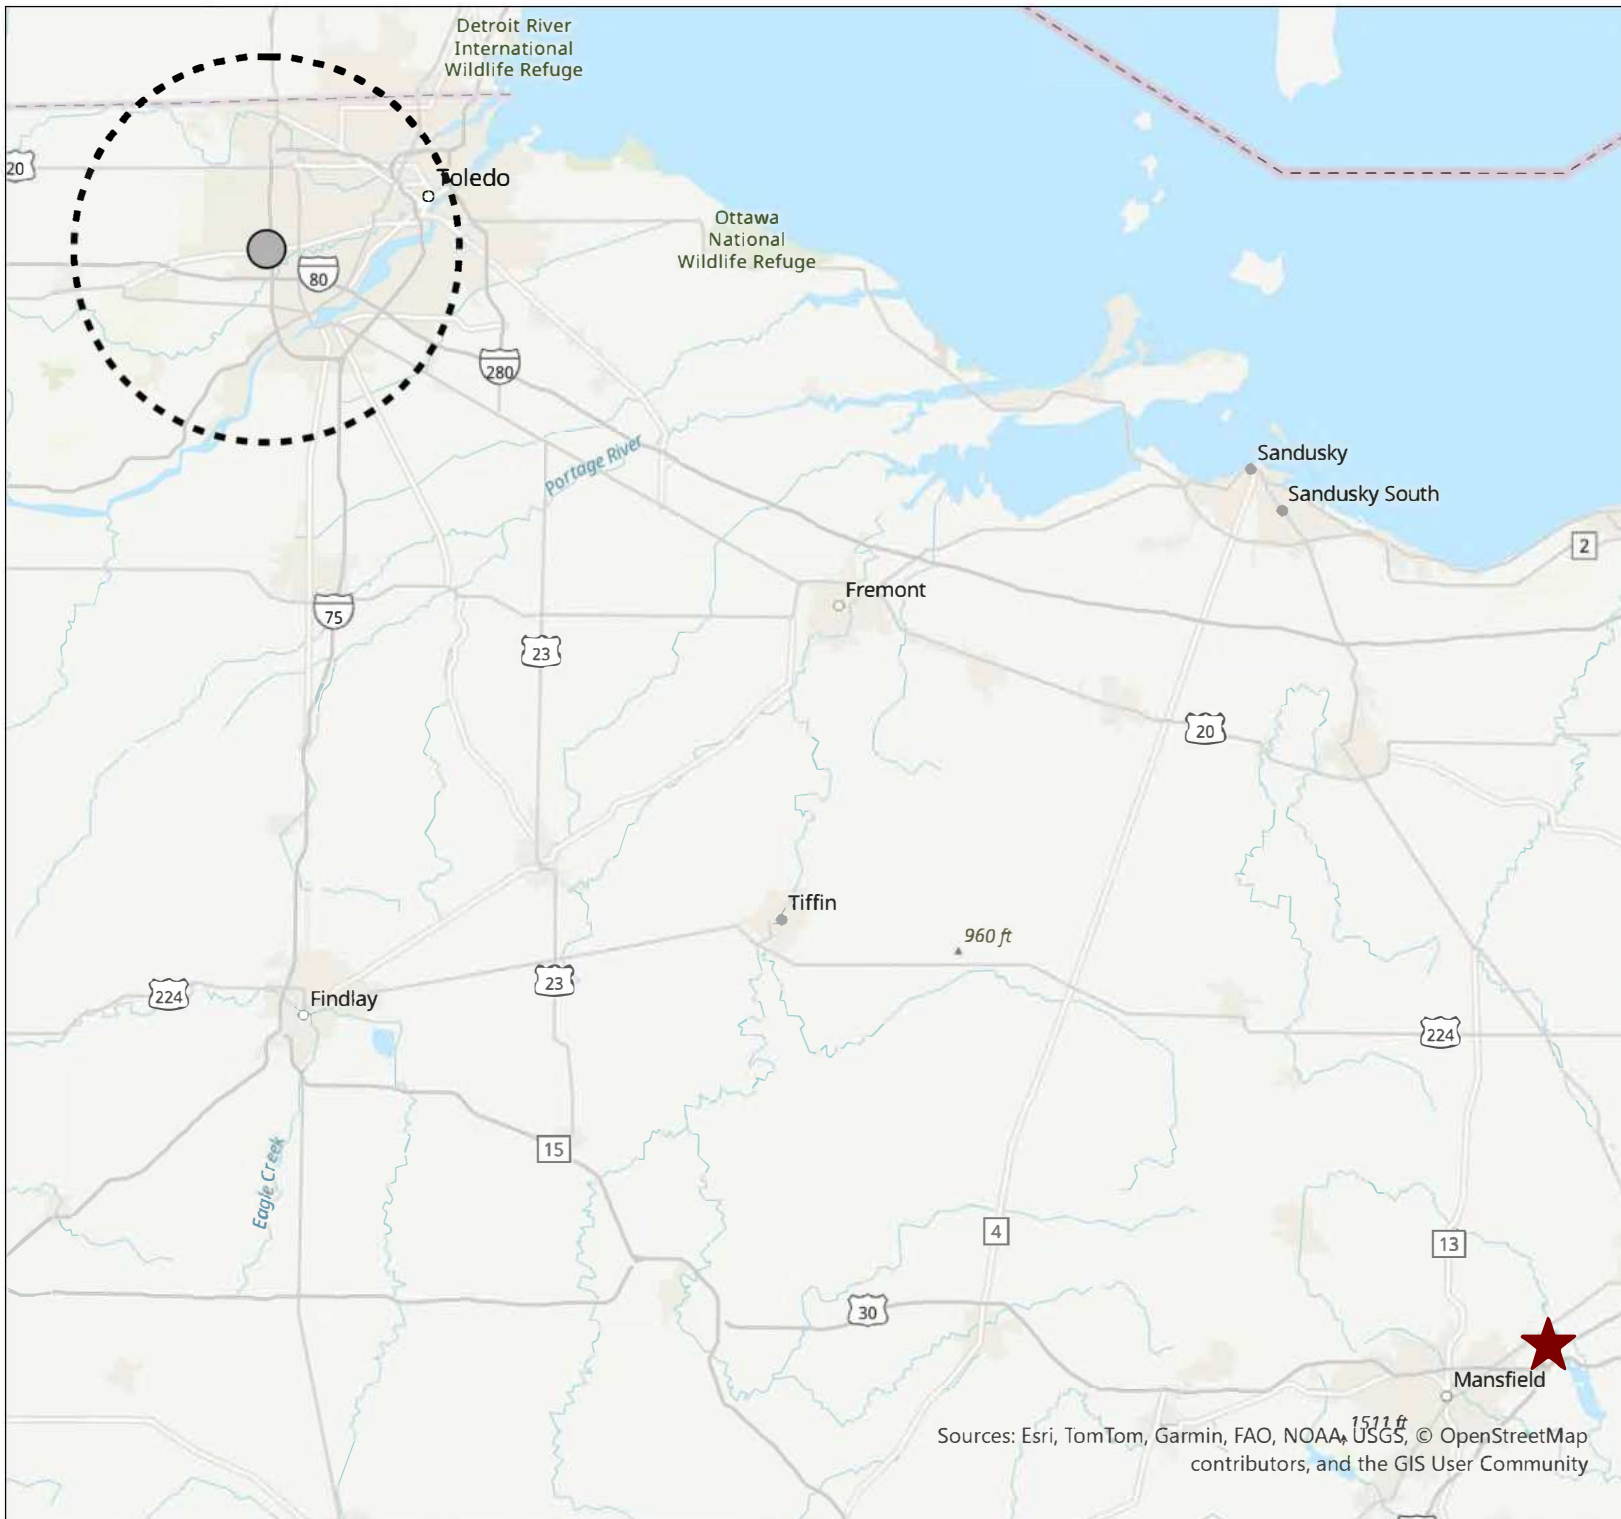 Detroit River
International
Wildlife Refuge
20
Toledo
Ottawa
National
Wildlife Refuge
80
280
Portage River
Sandusky
Sandusky South
2
Fremont
75
23
20
Tiffin
960 ft
224
Findlay
23
224
15
Eagle Creek
4
13
30
Mansfield
1511 ft
Sources: Esri, TomTom, Garmin, FAO, NOAA, USGS, © OpenStreetMap
contributors, and the GIS User Community